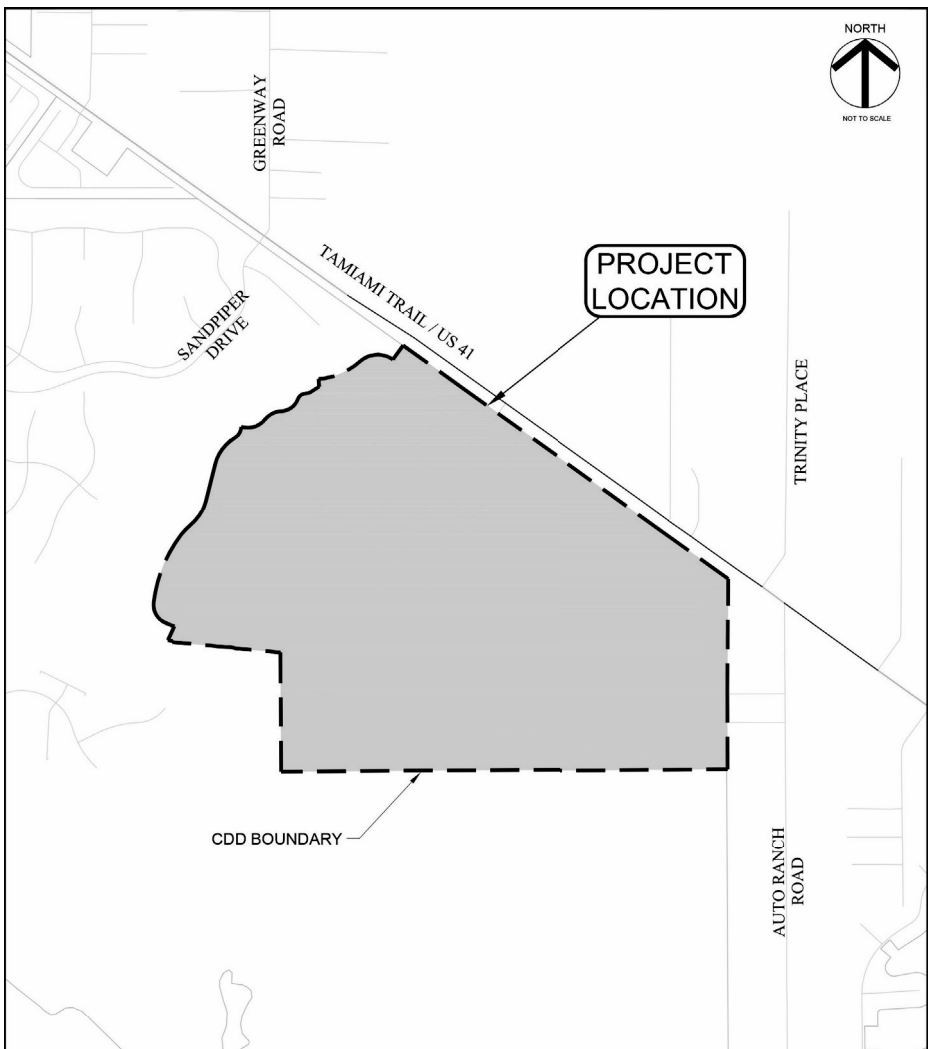 NORTH
NOT TO SCALE
GREENWAY
ROAD
TAMIAMI TRAIL / US 41
PROJECT
LOCATION
SANDPIPER
DRIVE
TRINITY PLACE
CDD BOUNDARY
AUTO RANCH
ROAD